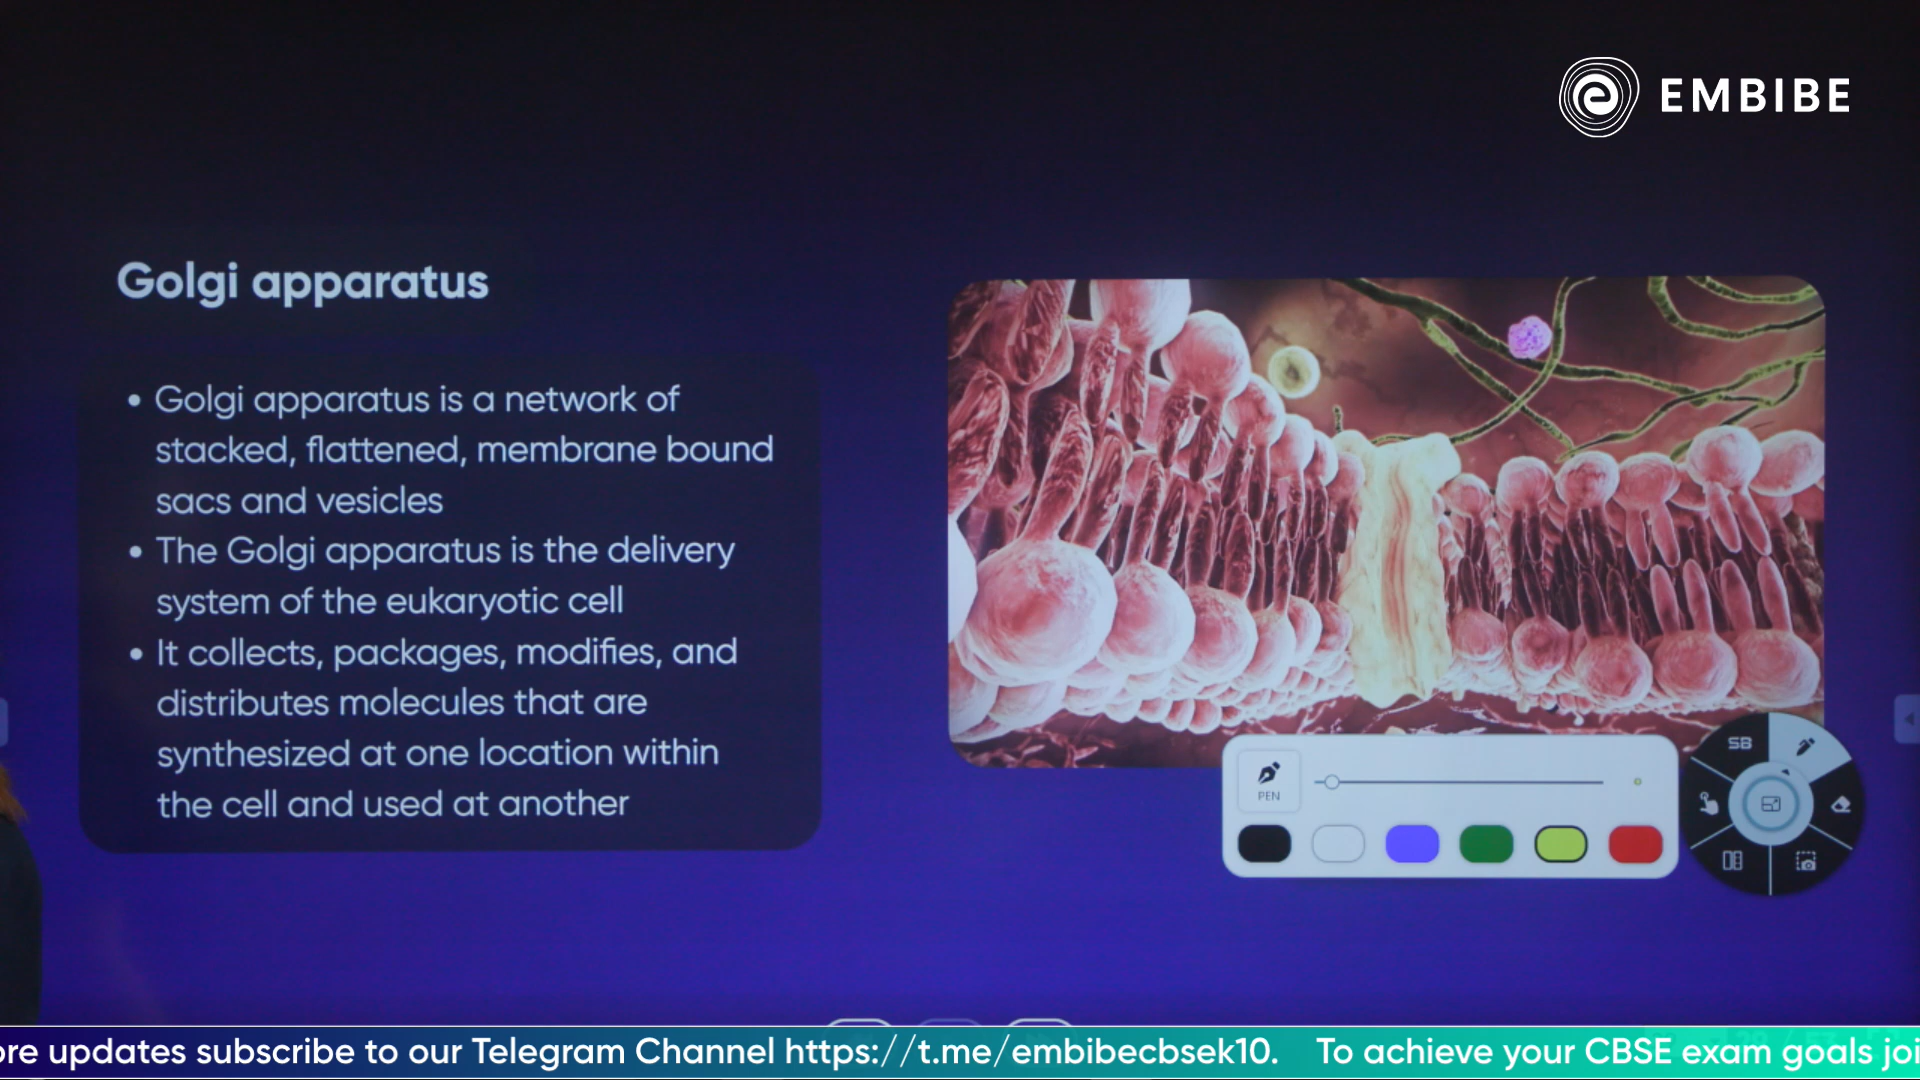 EMBIBE
Golgi apparatus
• Golgi apparatus is a network of
stacked, flattened, membrane bound
sacs and vesicles
• The Golgi apparatus is the delivery
system of the eukaryotic cell
• It collects, packages, modifies, and
distributes molecules that are
synthesized at one location within
the cell and used at another
SB
PEN
ore updates subscribe to our Telegram Channel https://t.me/embibecbsek10. To achieve your CBSE exam goals joi